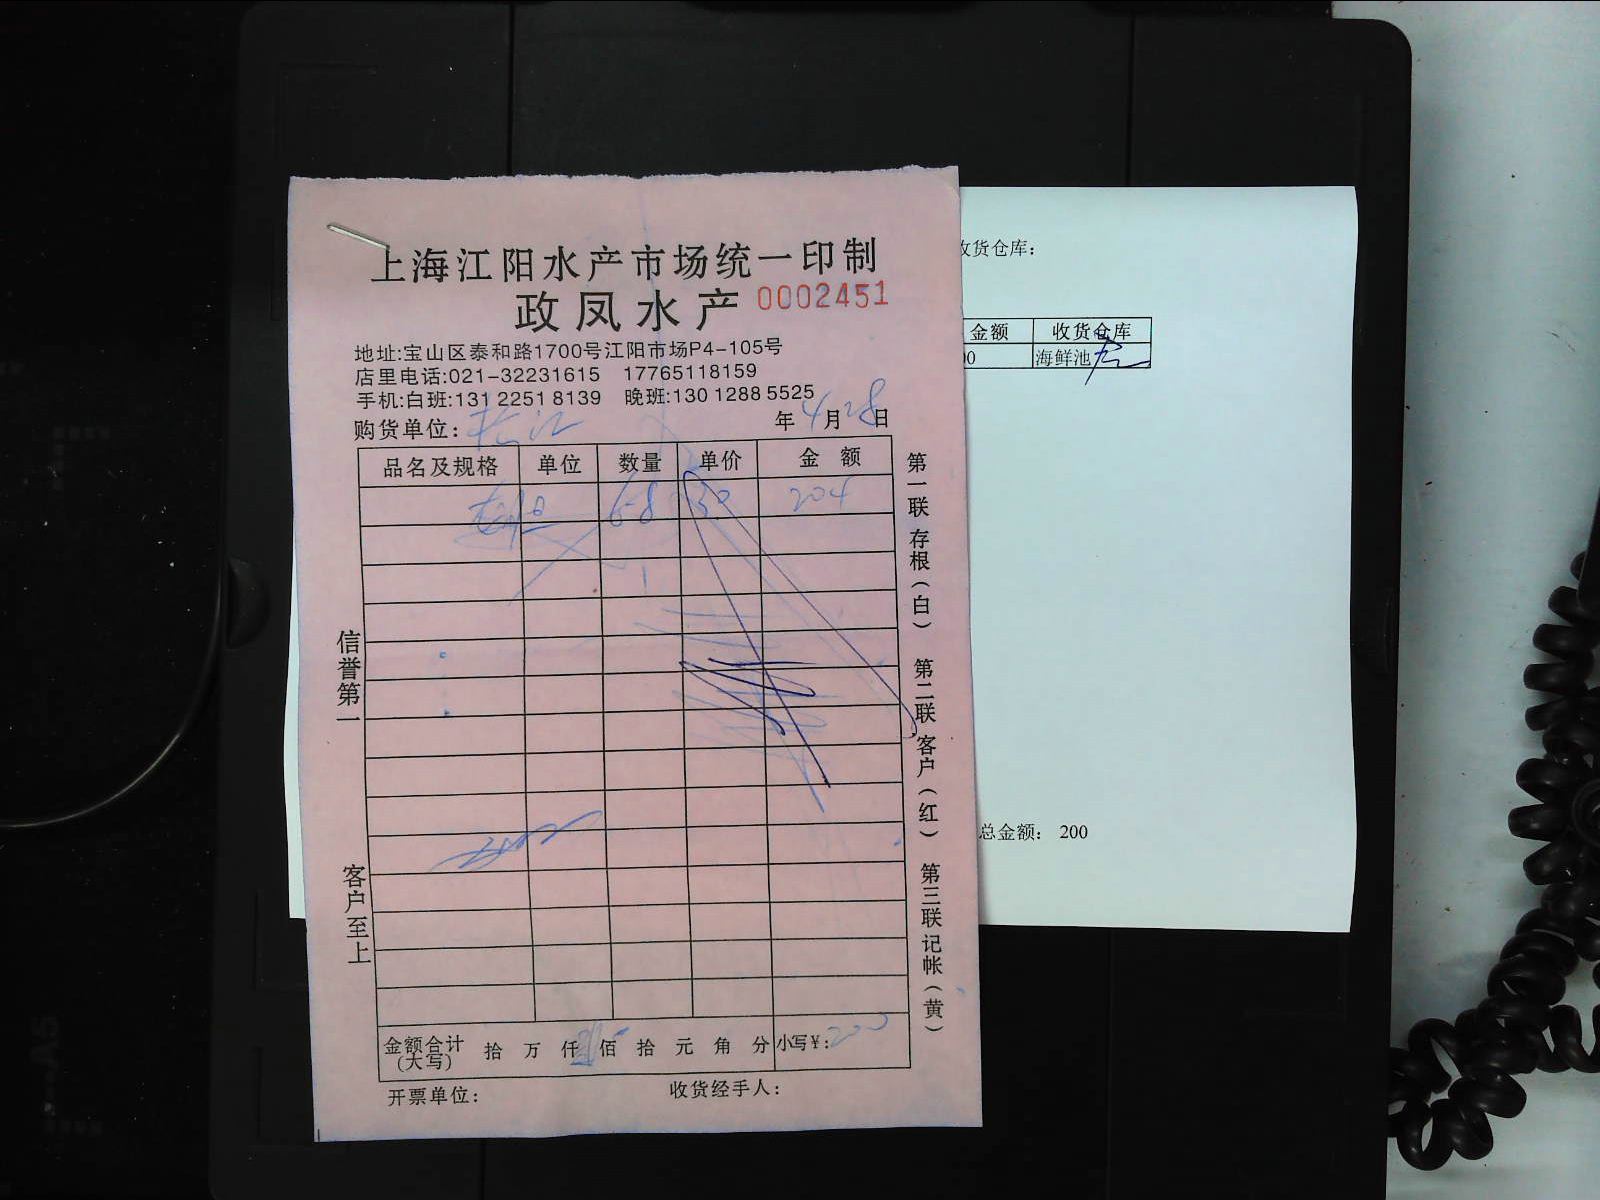 上海江阳水产市场统一印制
政凤水产 0002451
地址:宝山区泰和路1700号江阳市场P4-105号
店里电话:021-32231615 17765118159
手机:白班:131 2251 8139 晚班:130 1288 5525
购货单位: 年4月28日
品名及规格 单位 数量 单价 金额
6-8 30 204
信誉第一
客户至上
第一联存根(白)
第二联客户(红)
第三联记帐(黄)
金额合计(大写) 拾 万 仟 佰 拾 元 角 分 小写¥: 200
开票单位: 收货经手人:
收货仓库:
金额 收货仓库
00 海鲜池
总金额: 200